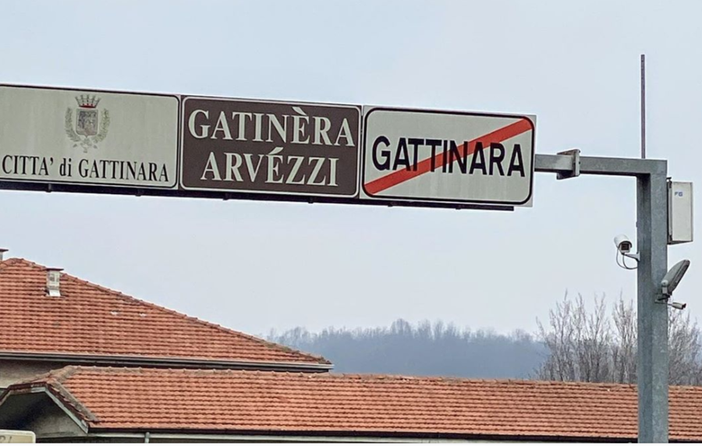 CITTA' di GATTINARA
GATINÈRA
ARVÉZZI
GATTINARA